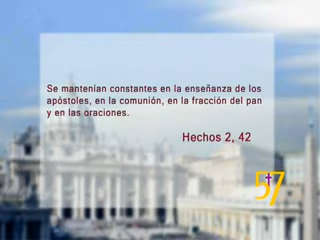 Se mantenían constantes en la enseñanza de los
apóstoles, en la comunión, en la fracción del pan
y en las oraciones.
Hechos 2, 42
57